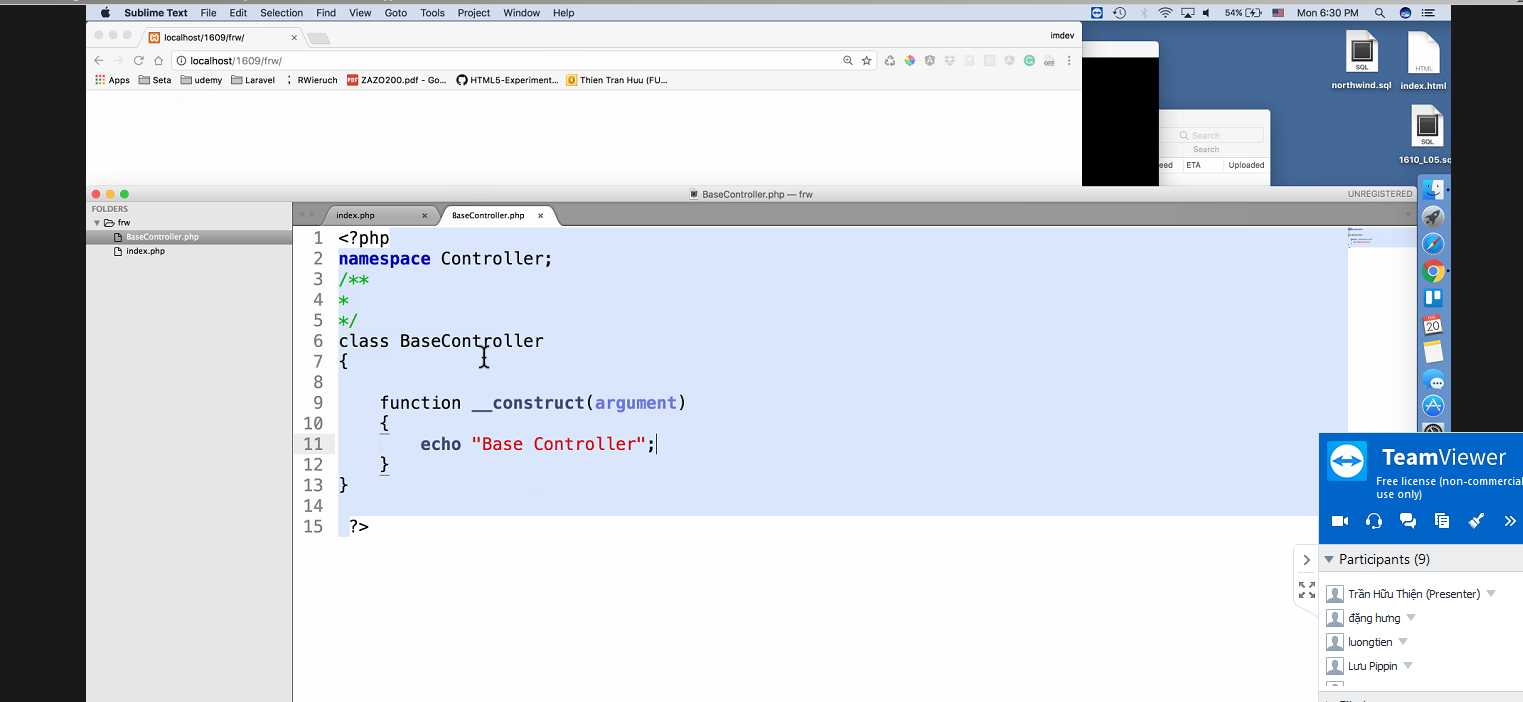 Sublime Text File Edit Selection Find View Goto Tools Project Window Help 54% Mon 6:30 PM
localhost/1609/frw/
imdev
localhost/1609/frw/
Apps Seta udemy Laravel RWieruch ZAZO200.pdf - Go... HTML5-Experiment... Thien Tran Huu (FU...
SQL
northwind.sql
HTML
index.html
SQL
Search
Search
eed ETA Uploaded
BaseController.php — frw
UNREGISTERED
FOLDERS
frw
BaseController.php
index.php
index.php
BaseController.php
1 <?php
2 namespace Controller;
3 /**
4 *
5 */
6 class BaseController
7 {
8
9 function __construct(argument)
10 {
11 echo "Base Controller";
12 }
13 }
14
15 ?>
20
TeamViewer
Free license (non-commercial
use only)
Participants (9)
Trần Hữu Thiện (Presenter)
đặng hưng
luongtien
Lưu Pippin